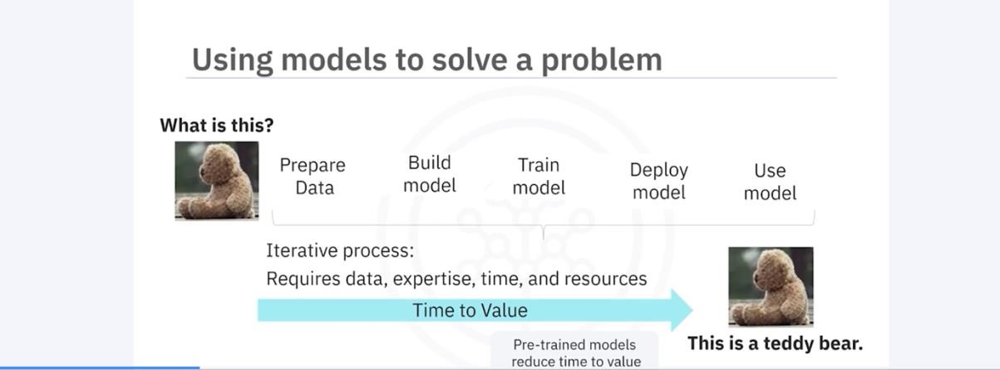 Using models to solve a problem
What is this?
Prepare
Data
Build
model
Train
model
Deploy
model
Use
model
Iterative process:
Requires data, expertise, time, and resources
Time to Value
This is a teddy bear.
Pre-trained models
reduce time to value